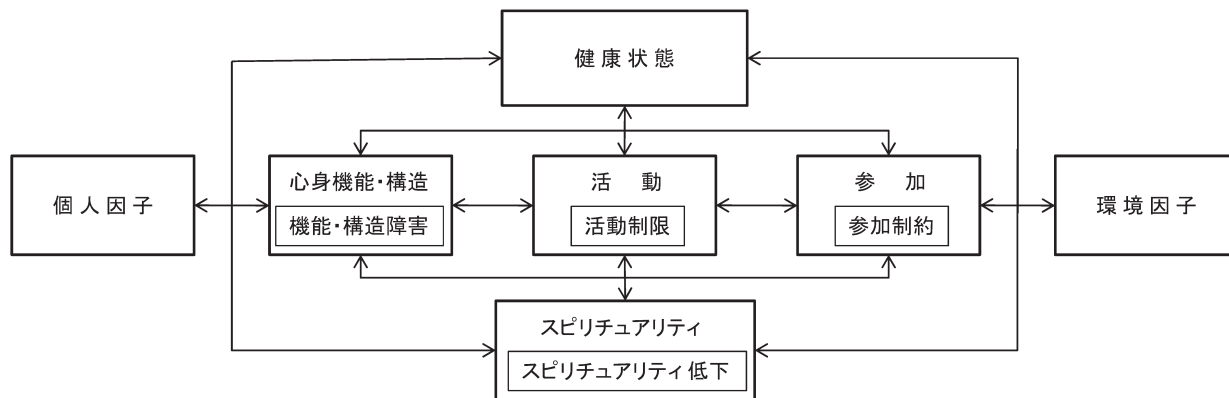 健康状態
個人因子
心身機能・構造
機能・構造障害
活動
活動制限
参加
参加制約
環境因子
スピリチュアリティ
スピリチュアリティ低下